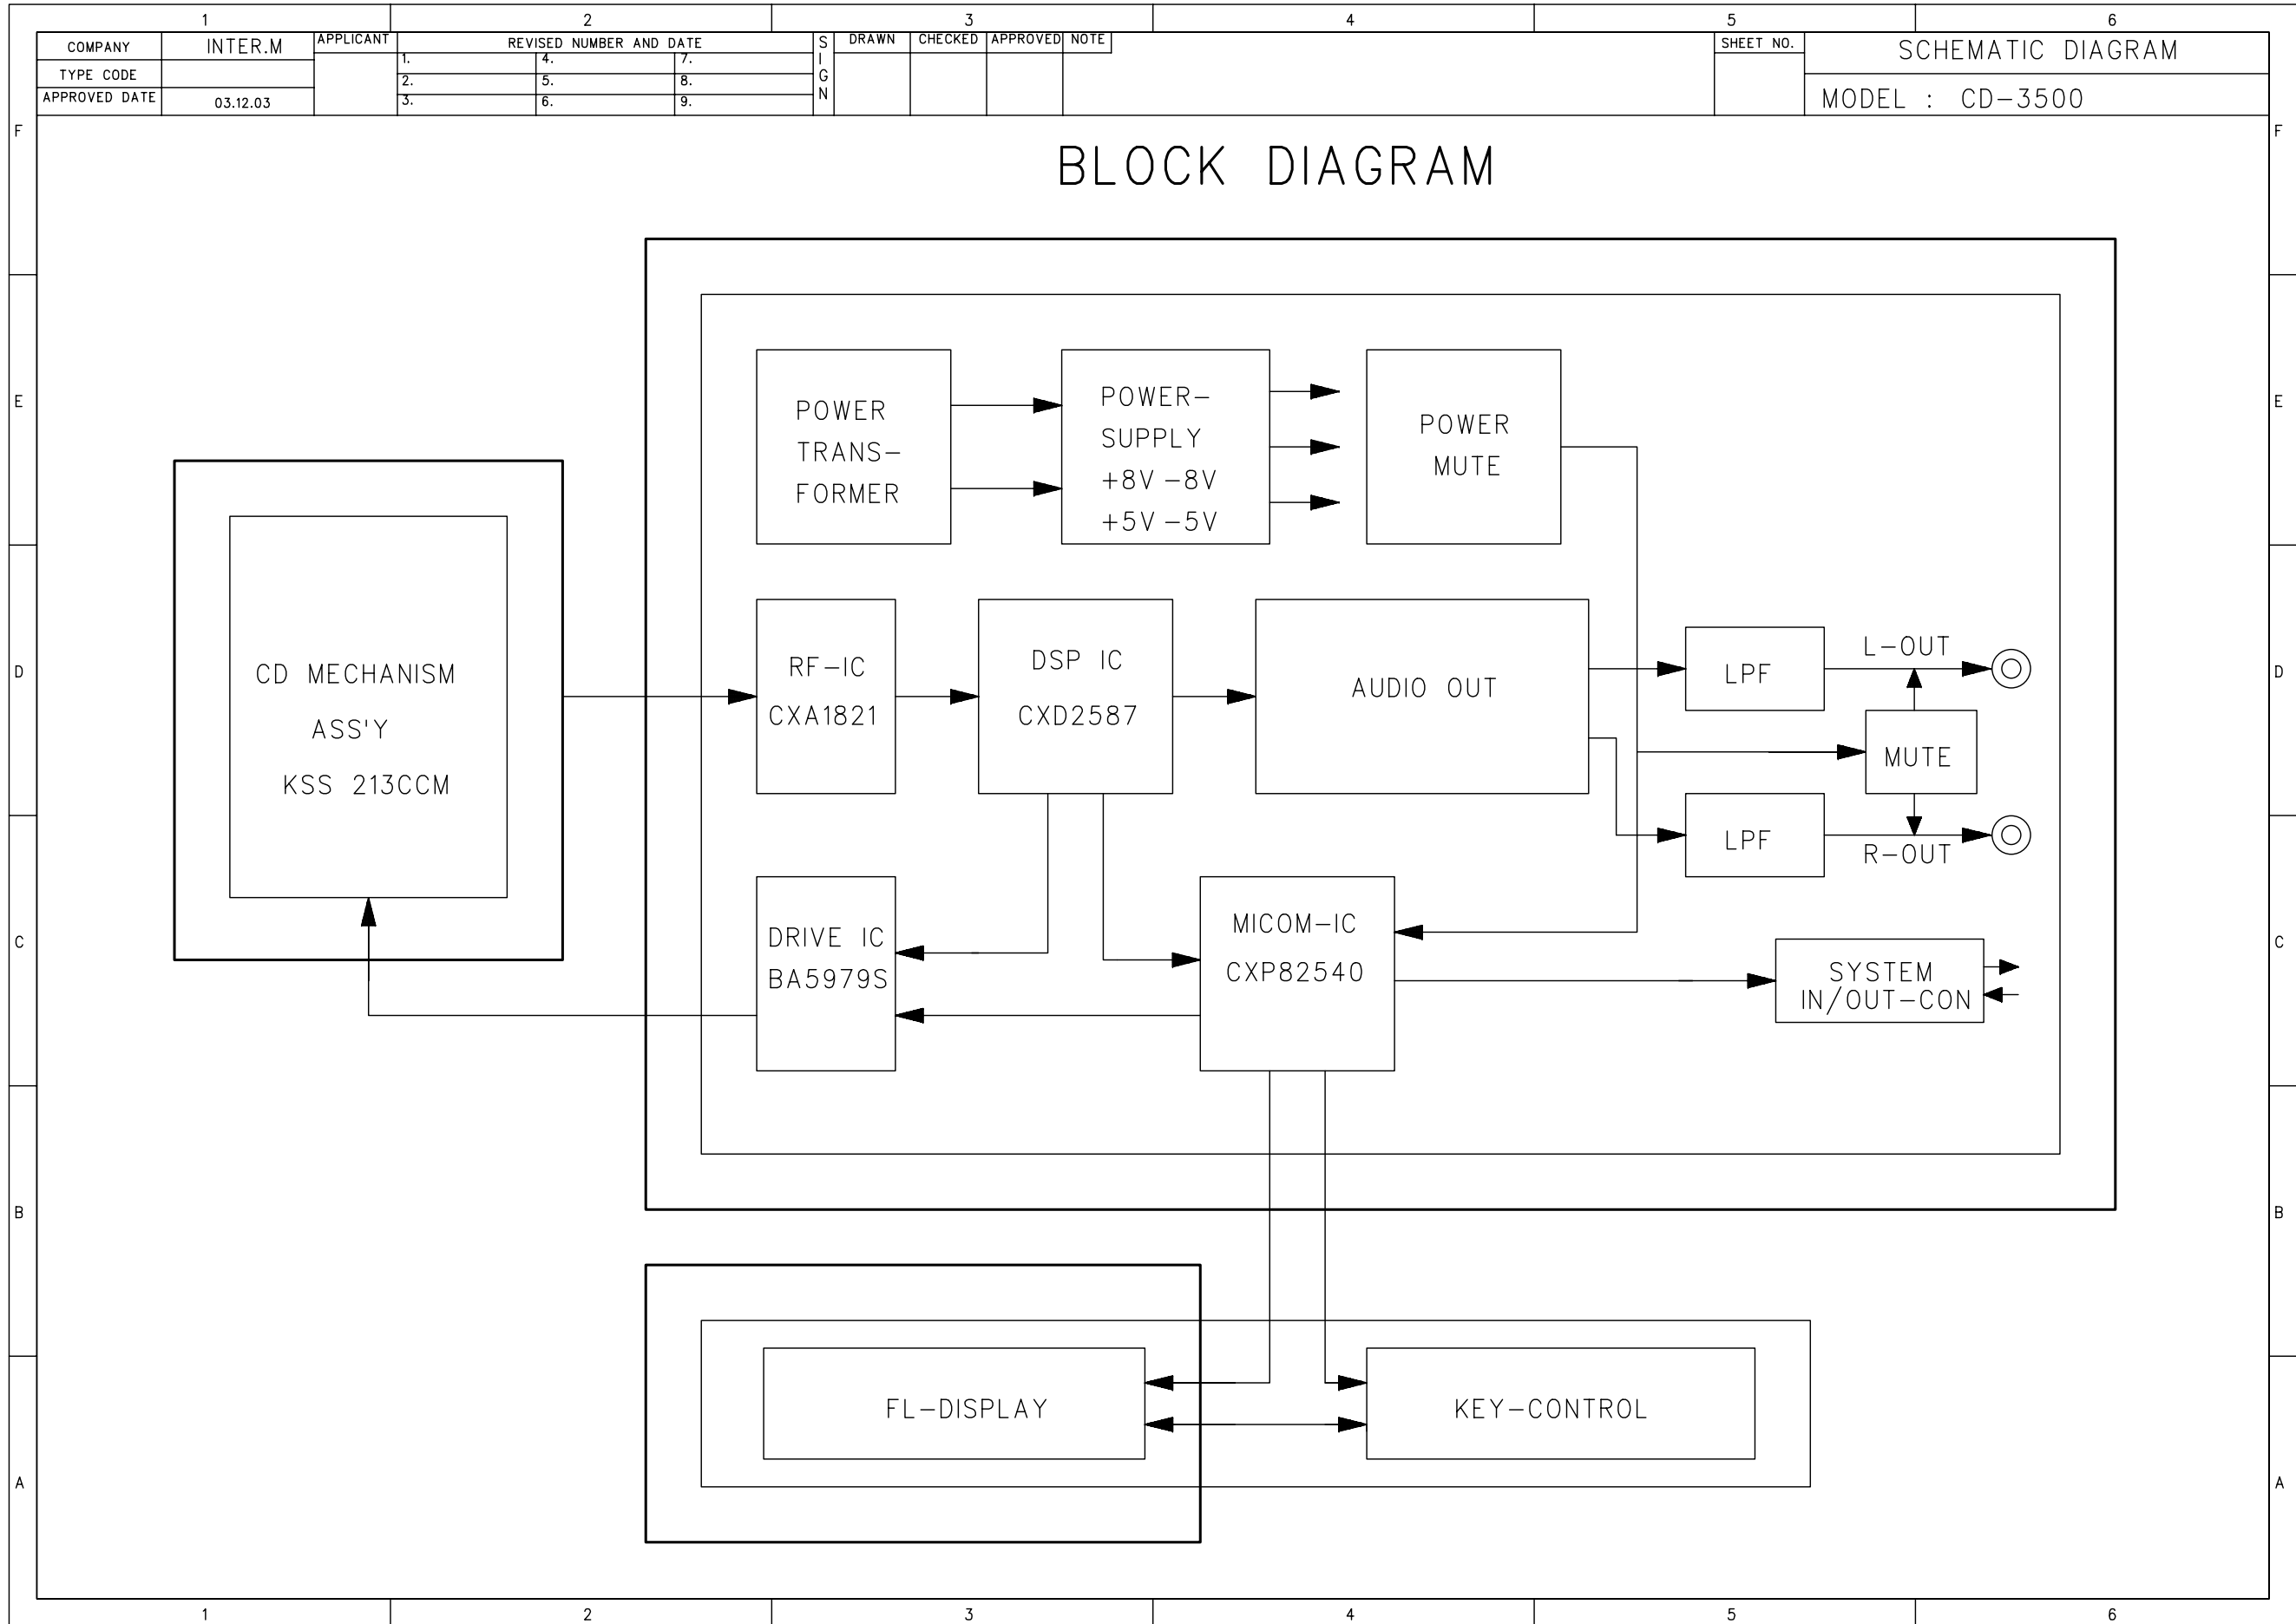 1 2 3 4 5 6
COMPANY INTER.M APPLICANT REVISED NUMBER AND DATE SIGN DRAWN CHECKED APPROVED NOTE SHEET NO. SCHEMATIC DIAGRAM
1. 4. 7.
TYPE CODE
2. 5. 8.
APPROVED DATE 03.12.03
3. 6. 9.
MODEL : CD-3500
F F
BLOCK DIAGRAM
E E
POWER
TRANS-
FORMER
POWER-
SUPPLY
+8V -8V
+5V -5V
POWER
MUTE
D D
CD MECHANISM
ASS'Y
KSS 213CCM
RF-IC
CXA1821
DSP IC
CXD2587
AUDIO OUT
LPF
L-OUT
MUTE
LPF
R-OUT
C C
DRIVE IC
BA5979S
MICOM-IC
CXP82540
SYSTEM
IN/OUT-CON
B B
FL-DISPLAY
KEY-CONTROL
A A
1 2 3 4 5 6